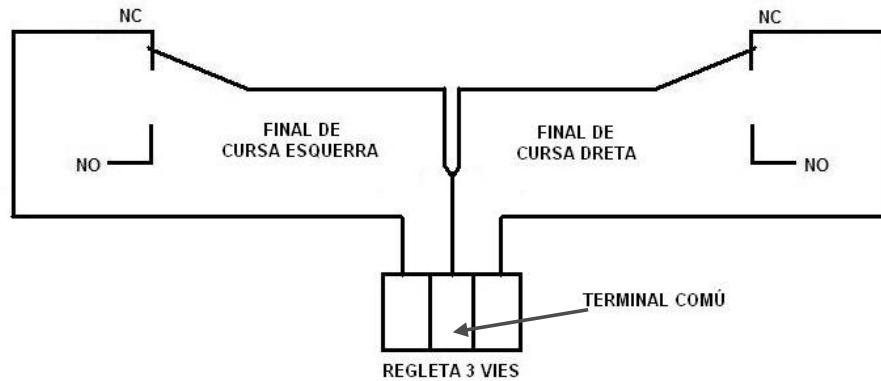 NC
NC
FINAL DE
CURSA ESQUERRA
FINAL DE
CURSA DRETA
NO
NO
TERMINAL COMÚ
REGLETA 3 VIES